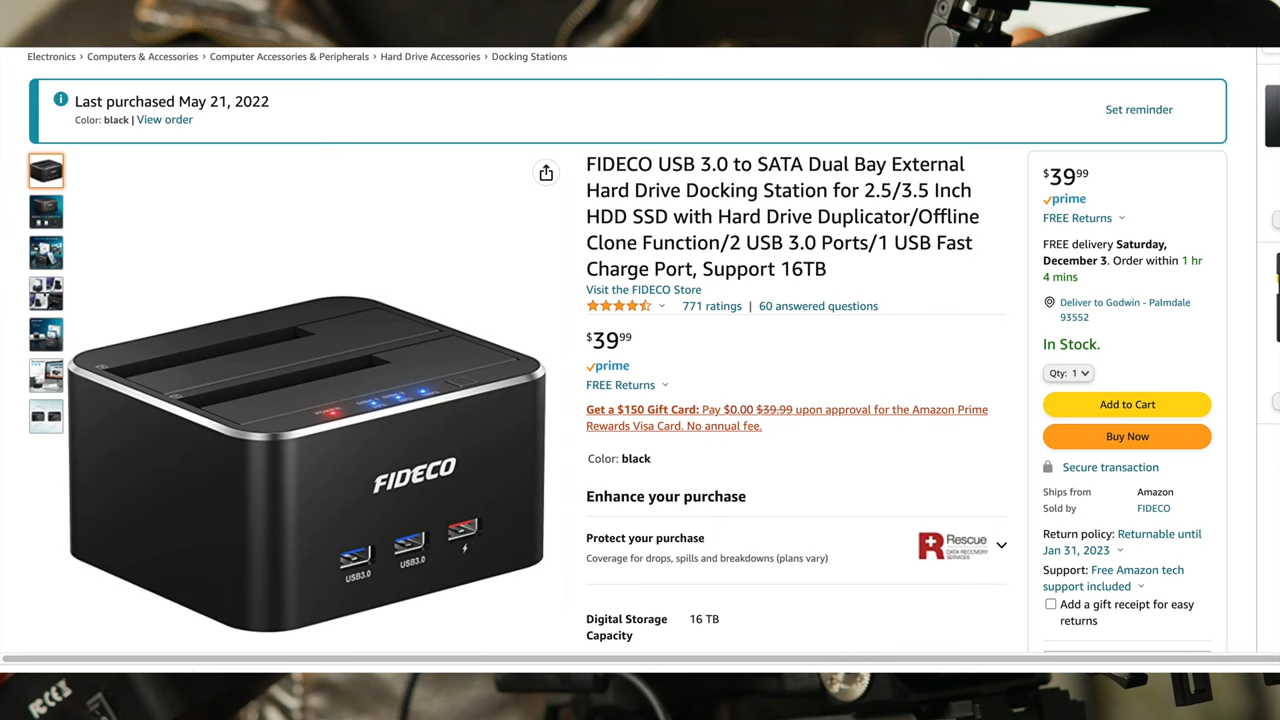 Electronics › Computers & Accessories › Computer Accessories & Peripherals › Hard Drive Accessories › Docking Stations
Last purchased May 21, 2022
Color: black | View order
Set reminder
FIDECO USB 3.0 to SATA Dual Bay External
Hard Drive Docking Station for 2.5/3.5 Inch
HDD SSD with Hard Drive Duplicator/Offline
Clone Function/2 USB 3.0 Ports/1 USB Fast
Charge Port, Support 16TB
Visit the FIDECO Store
771 ratings | 60 answered questions
$39.99
prime
FREE Returns
Get a $150 Gift Card: Pay $0.00 $39.99 upon approval for the Amazon Prime
Rewards Visa Card. No annual fee.
Color: black
Enhance your purchase
Protect your purchase
Coverage for drops, spills and breakdowns (plans vary)
Rescue
DATA RECOVERY
SERVICES
Digital Storage 16 TB
Capacity
FIDECO
USB3.0
USB3.0
$39.99
prime
FREE Returns
FREE delivery Saturday,
December 3. Order within 1 hr
4 mins
Deliver to Godwin - Palmdale
93552
In Stock.
Qty: 1
Add to Cart
Buy Now
Secure transaction
Ships from Amazon
Sold by FIDECO
Return policy: Returnable until
Jan 31, 2023
Support: Free Amazon tech
support included
Add a gift receipt for easy
returns
FC CE